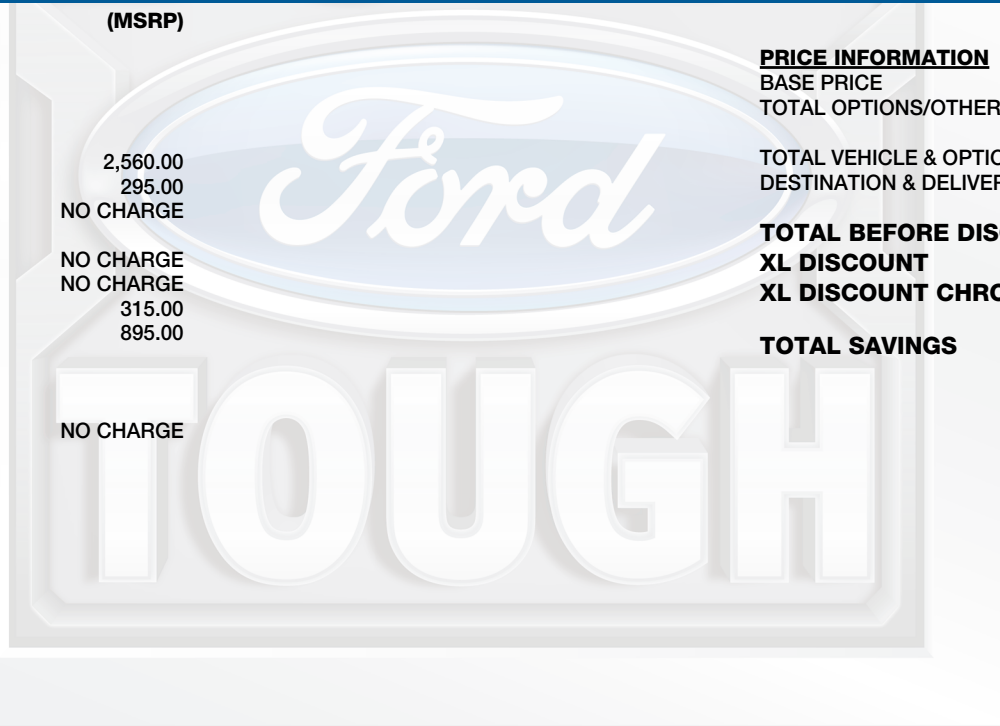 (MSRP)
2,560.00
295.00
NO CHARGE
NO CHARGE
NO CHARGE
315.00
895.00
NO CHARGE
PRICE INFORMATION
BASE PRICE
TOTAL OPTIONS/OTHER
TOTAL VEHICLE & OPTIO
DESTINATION & DELIVER
TOTAL BEFORE DIS
XL DISCOUNT
XL DISCOUNT CHRO
TOTAL SAVINGS
Ford
TOUGH